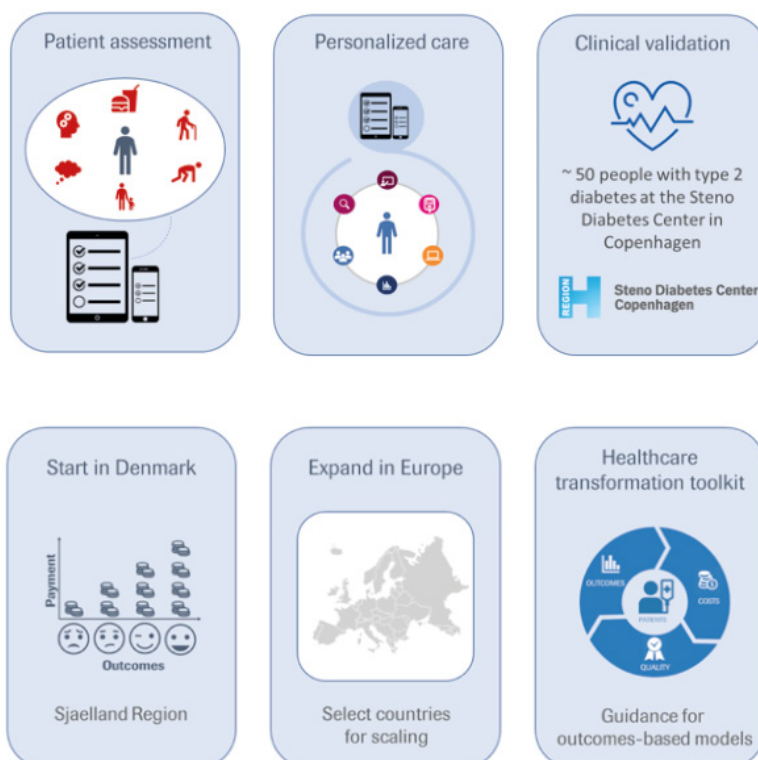 Patient assessment
Personalized care
Clinical validation
~ 50 people with type 2
diabetes at the Steno
Diabetes Center in
Copenhagen
REGION
H
Steno Diabetes Center
Copenhagen
Start in Denmark
Payment
Outcomes
Sjaelland Region
Expand in Europe
Select countries
for scaling
Healthcare
transformation toolkit
OUTCOMES
COSTS
PATIENTS
QUALITY
Guidance for
outcomes-based models